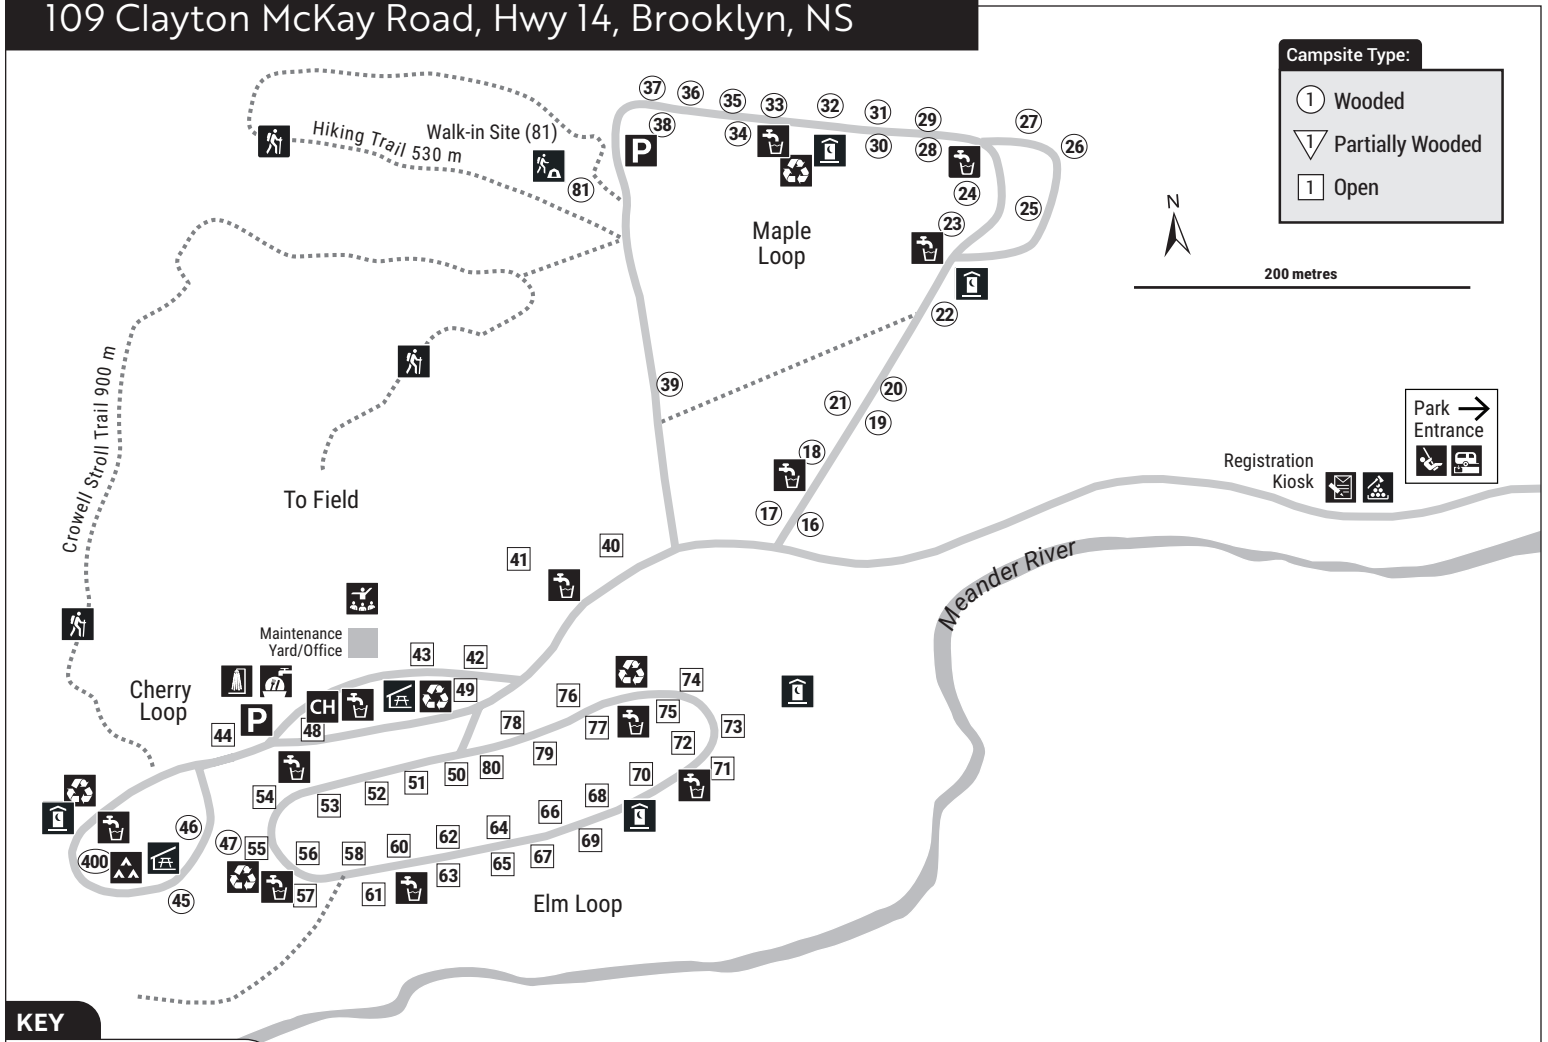 109 Clayton McKay Road, Hwy 14, Brooklyn, NS
Campsite Type:
1 Wooded
1 Partially Wooded
1 Open
N
200 metres
Hiking Trail 530 m
Walk-in Site (81)
81
37
36
35
33
32
31
29
27
26
38
34
30
28
24
25
23
P
Maple
Loop
22
39
20
21
19
18
17
16
Park
Entrance
Registration
Kiosk
Crowell Stroll Trail 900 m
To Field
41
40
Meander River
Maintenance
Yard/Office
43
42
49
Cherry
Loop
CH
P
44
48
76
74
78
77
75
73
72
79
71
80
50
51
52
53
54
70
68
66
64
62
60
58
56
55
47
46
400
45
57
61
63
65
67
69
Elm Loop
KEY